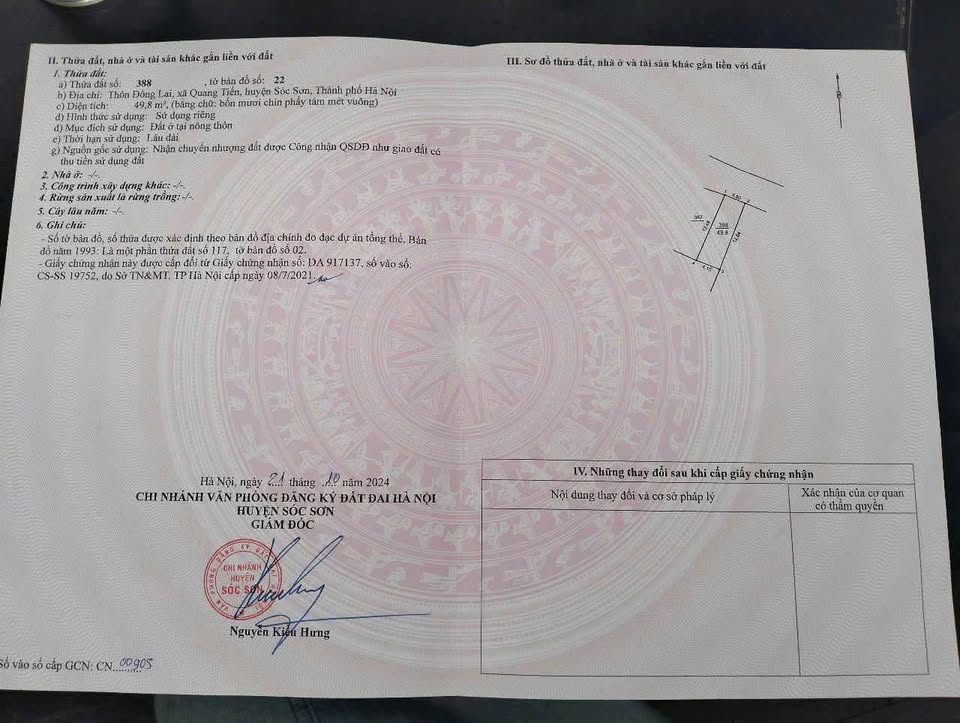 II. Thửa đất, nhà ở và tài sản khác gắn liền với đất
1. Thửa đất:
a) Thửa đất số: 388 , tờ bản đồ số: 22
b) Địa chỉ: Thôn Đông Lai, xã Quang Tiến, huyện Sóc Sơn, Thành phố Hà Nội
c) Diện tích: 49,8 m², (bằng chữ: bốn mươi chín phẩy tám mét vuông)
d) Hình thức sử dụng: Sử dụng riêng
đ) Mục đích sử dụng: Đất ở tại nông thôn
e) Thời hạn sử dụng: Lâu dài
g) Nguồn gốc sử dụng: Nhận chuyển nhượng đất được Công nhận QSDĐ như giao đất có
thu tiền sử dụng đất
2. Nhà ở: -/-.
3. Công trình xây dựng khác: -/-.
4. Rừng sản xuất là rừng trồng: -/-.
5. Cây lâu năm: -/-.
6. Ghi chú:
- Số tờ bản đồ, số thửa được xác định theo bản đồ địa chính đo đạc dự án tổng thể. Bản
đồ năm 1993: Là một phần thửa đất số 117, tờ bản đồ số 02.
- Giấy chứng nhận này được cấp đổi từ Giấy chứng nhận số: DA 917137, số vào sổ:
CS-SS 19752, do Sở TN&MT. TP Hà Nội cấp ngày 08/7/2021.
Hà Nội, ngày 21 tháng 10 năm 2024
CHI NHÁNH VĂN PHÒNG ĐĂNG KÝ ĐẤT ĐAI HÀ NỘI
HUYỆN SÓC SƠN
GIÁM ĐỐC
CHI NHÁNH
HUYỆN
SÓC SƠN
Nguyễn Kiều Hưng
Số vào sổ cấp GCN: CN 00905
III. Sơ đồ thửa đất, nhà ở và tài sản khác gắn liền với đất
388
49.8
IV. Những thay đổi sau khi cấp giấy chứng nhận
Nội dung thay đổi và cơ sở pháp lý
Xác nhận của cơ quan
có thẩm quyền